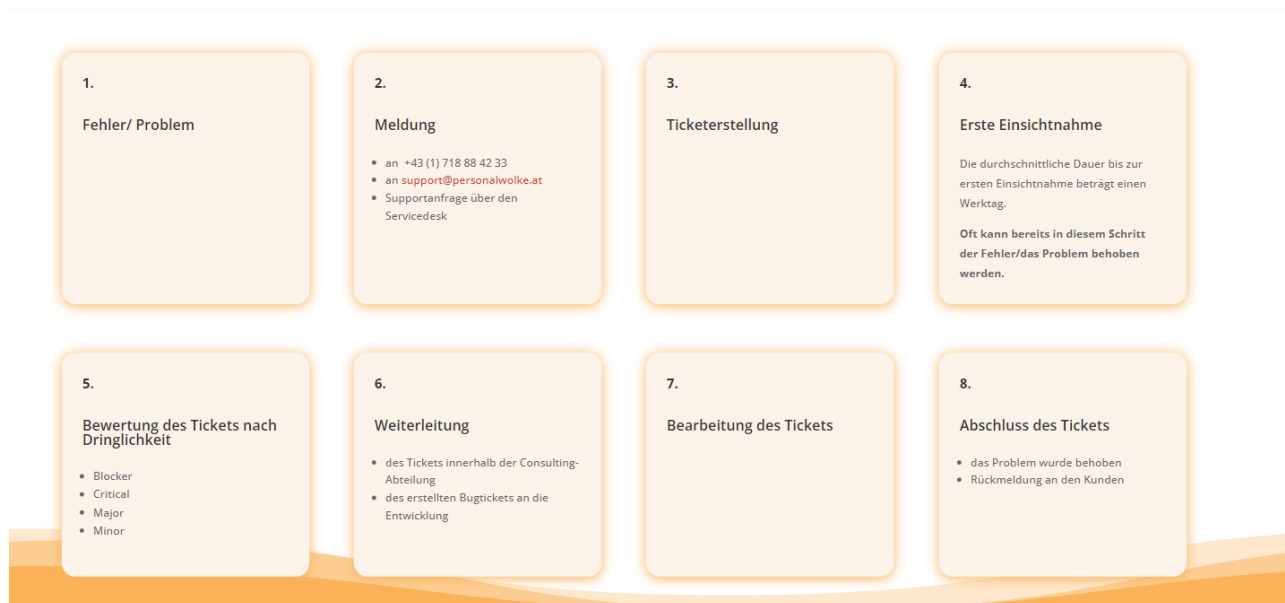 1.
Fehler/ Problem
2.
Meldung
an +43 (1) 718 88 42 33
an support@personalwolke.at
Supportanfrage über den
Servicedesk
3.
Ticketerstellung
4.
Erste Einsichtnahme
Die durchschnittliche Dauer bis zur
ersten Einsichtnahme beträgt einen
Werktag.
Oft kann bereits in diesem Schritt
der Fehler/das Problem behoben
werden.
5.
Bewertung des Tickets nach
Dringlichkeit
Blocker
Critical
Major
Minor
6.
Weiterleitung
des Tickets innerhalb der Consulting-
Abteilung
des erstellten Bugtickets an die
Entwicklung
7.
Bearbeitung des Tickets
8.
Abschluss des Tickets
das Problem wurde behoben
Rückmeldung an den Kunden